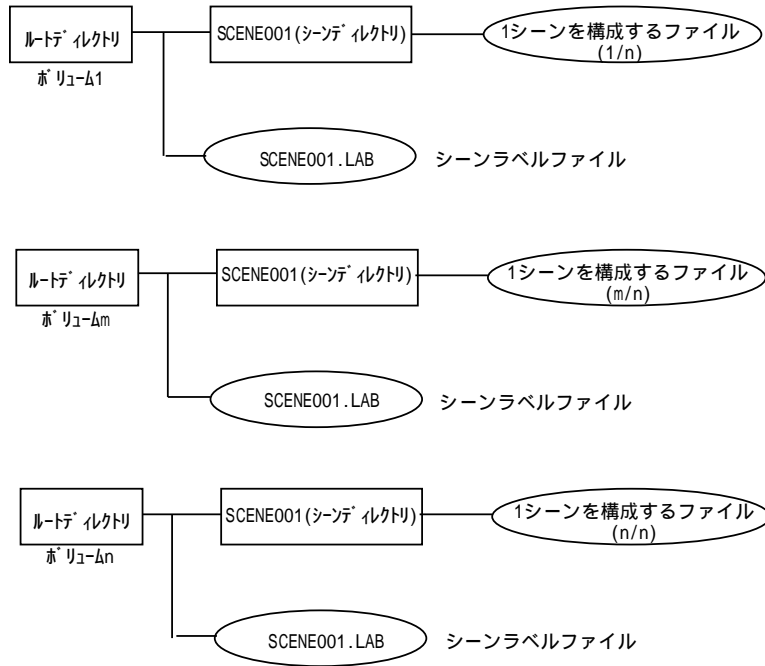 ﾙｰﾄﾃﾞｨﾚｸﾄﾘ
SCENE001(ｼｰﾝﾃﾞｨﾚｸﾄﾘ)
1シーンを構成するファイル
(1/n)
ﾎﾞﾘｭｰﾑ1
SCENE001.LAB
シーンラベルファイル
ﾙｰﾄﾃﾞｨﾚｸﾄﾘ
SCENE001(ｼｰﾝﾃﾞｨﾚｸﾄﾘ)
1シーンを構成するファイル
(m/n)
ﾎﾞﾘｭｰﾑm
SCENE001.LAB
シーンラベルファイル
ﾙｰﾄﾃﾞｨﾚｸﾄﾘ
SCENE001(ｼｰﾝﾃﾞｨﾚｸﾄﾘ)
1シーンを構成するファイル
(n/n)
ﾎﾞﾘｭｰﾑn
SCENE001.LAB
シーンラベルファイル